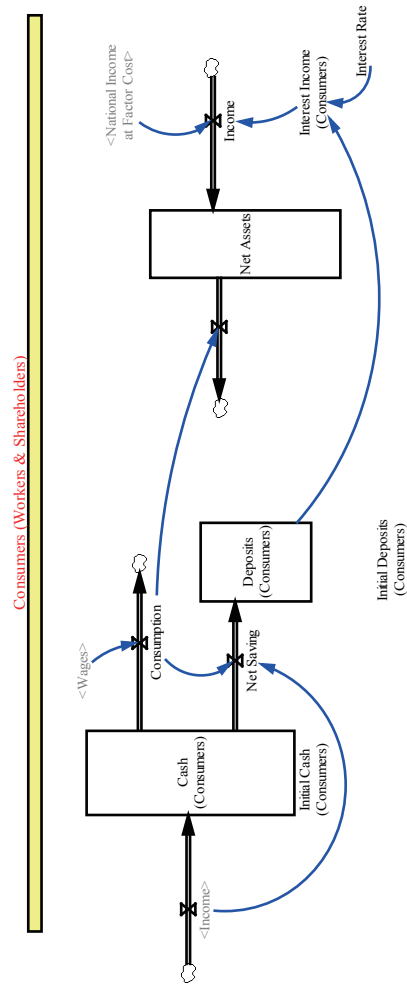 Consumers (Workers & Shareholders)
<Wages>
Consumption
<National Income
at Factor Cost>
Income
Cash
(Consumers)
Net Saving
Deposits
(Consumers)
Net Assets
<Income>
Initial Cash
(Consumers)
Interest Income
(Consumers)
Interest Rate
Initial Deposits
(Consumers)